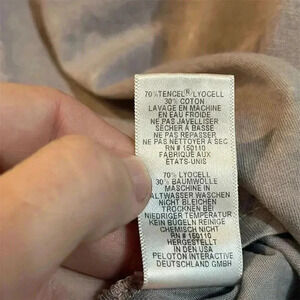 70% TENCEL® / LYOCELL
30% COTON
LAVAGE EN MACHINE
EN EAU FROIDE
NE PAS JAVELLISER
SÉCHER À BASSE
NE PAS REPASSER
NE PAS NETTOYER À SEC
RN # 150110
FABRIQUÉ AUX
ÉTATS-UNIS
70% LYOCELL
30% BAUMWOLLE
MASCHINE IN
KALTWASSER WASCHEN
NICHT BLEICHEN
TROCKNEN BEI
NIEDRIGER TEMPERATUR
KEIN BÜGELN REINIGE
CHEMISCH NICHT
RN # 150110
HERGESTELLT
IN DEN USA
PELOTON INTERACTIVE
DEUTSCHLAND GMBH